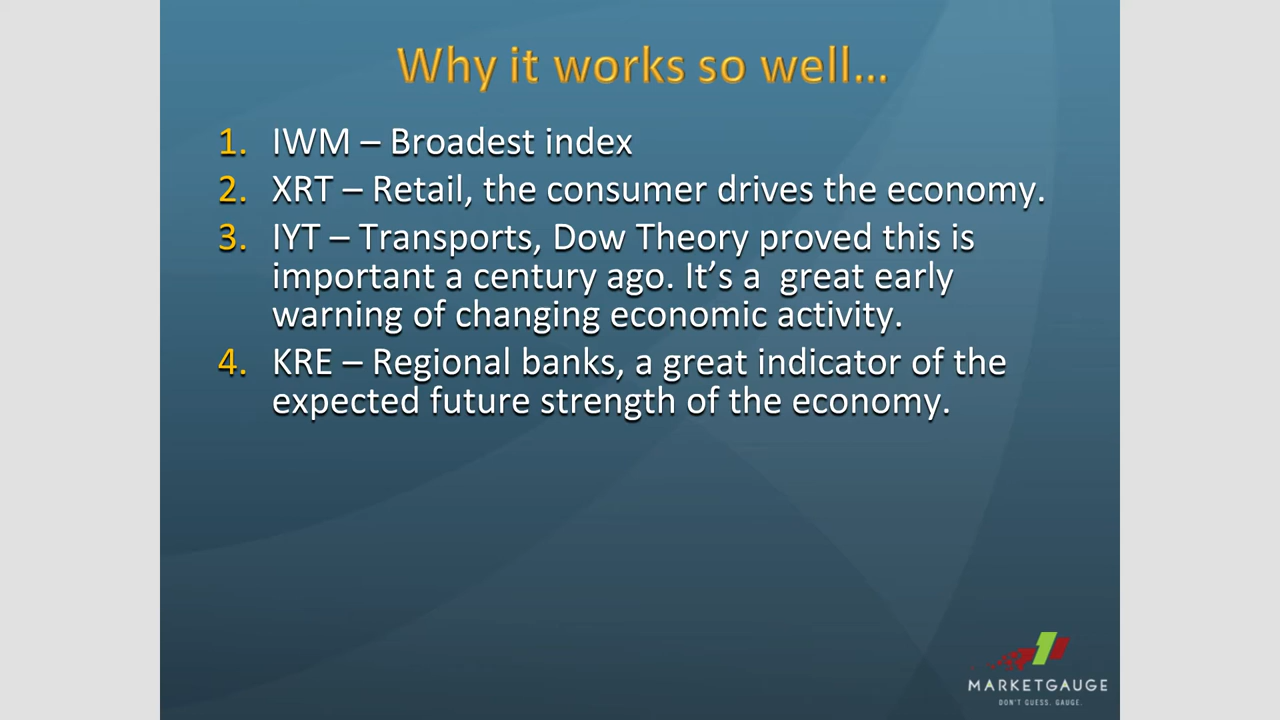 Why it works so well...
1. IWM – Broadest index
2. XRT – Retail, the consumer drives the economy.
3. IYT – Transports, Dow Theory proved this is
important a century ago. It’s a  great early
warning of changing economic activity.
4. KRE – Regional banks, a great indicator of the
expected future strength of the economy.
MARKETGAUGE
DON'T GUESS. GAUGE.